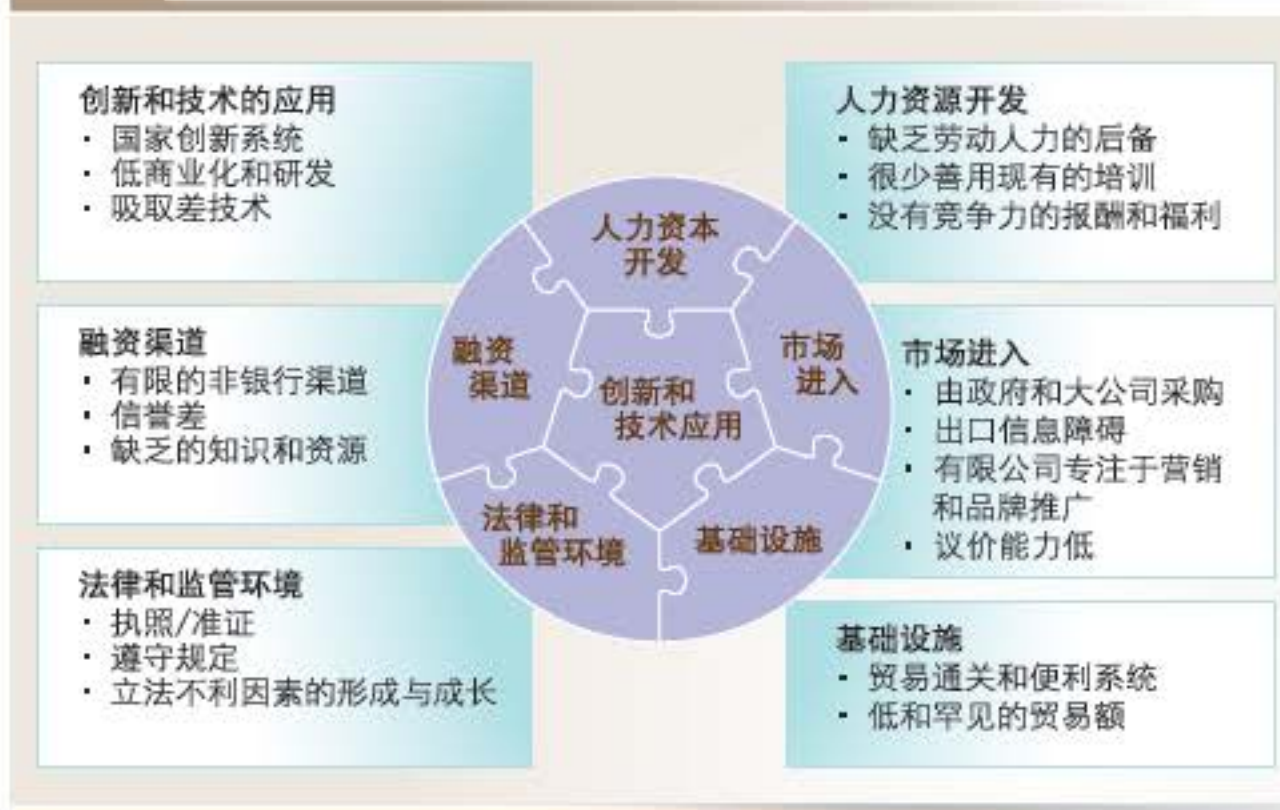 创新和技术的应用
· 国家创新系统
· 低商业化和研发
· 吸取差技术
融资渠道
· 有限的非银行渠道
· 信誉差
· 缺乏的知识和资源
法律和监管环境
· 执照/准证
· 遵守规定
· 立法不利因素的形成与成长
人力资本
开发
融资
渠道
市场
进入
创新和
技术应用
法律和
监管环境
基础设施
人力资源开发
· 缺乏劳动人力的后备
· 很少善用现有的培训
· 没有竞争力的报酬和福利
市场进入
· 由政府和大公司采购
· 出口信息障碍
· 有限公司专注于营销
和品牌推广
· 议价能力低
基础设施
· 贸易通关和便利系统
· 低和罕见的贸易额